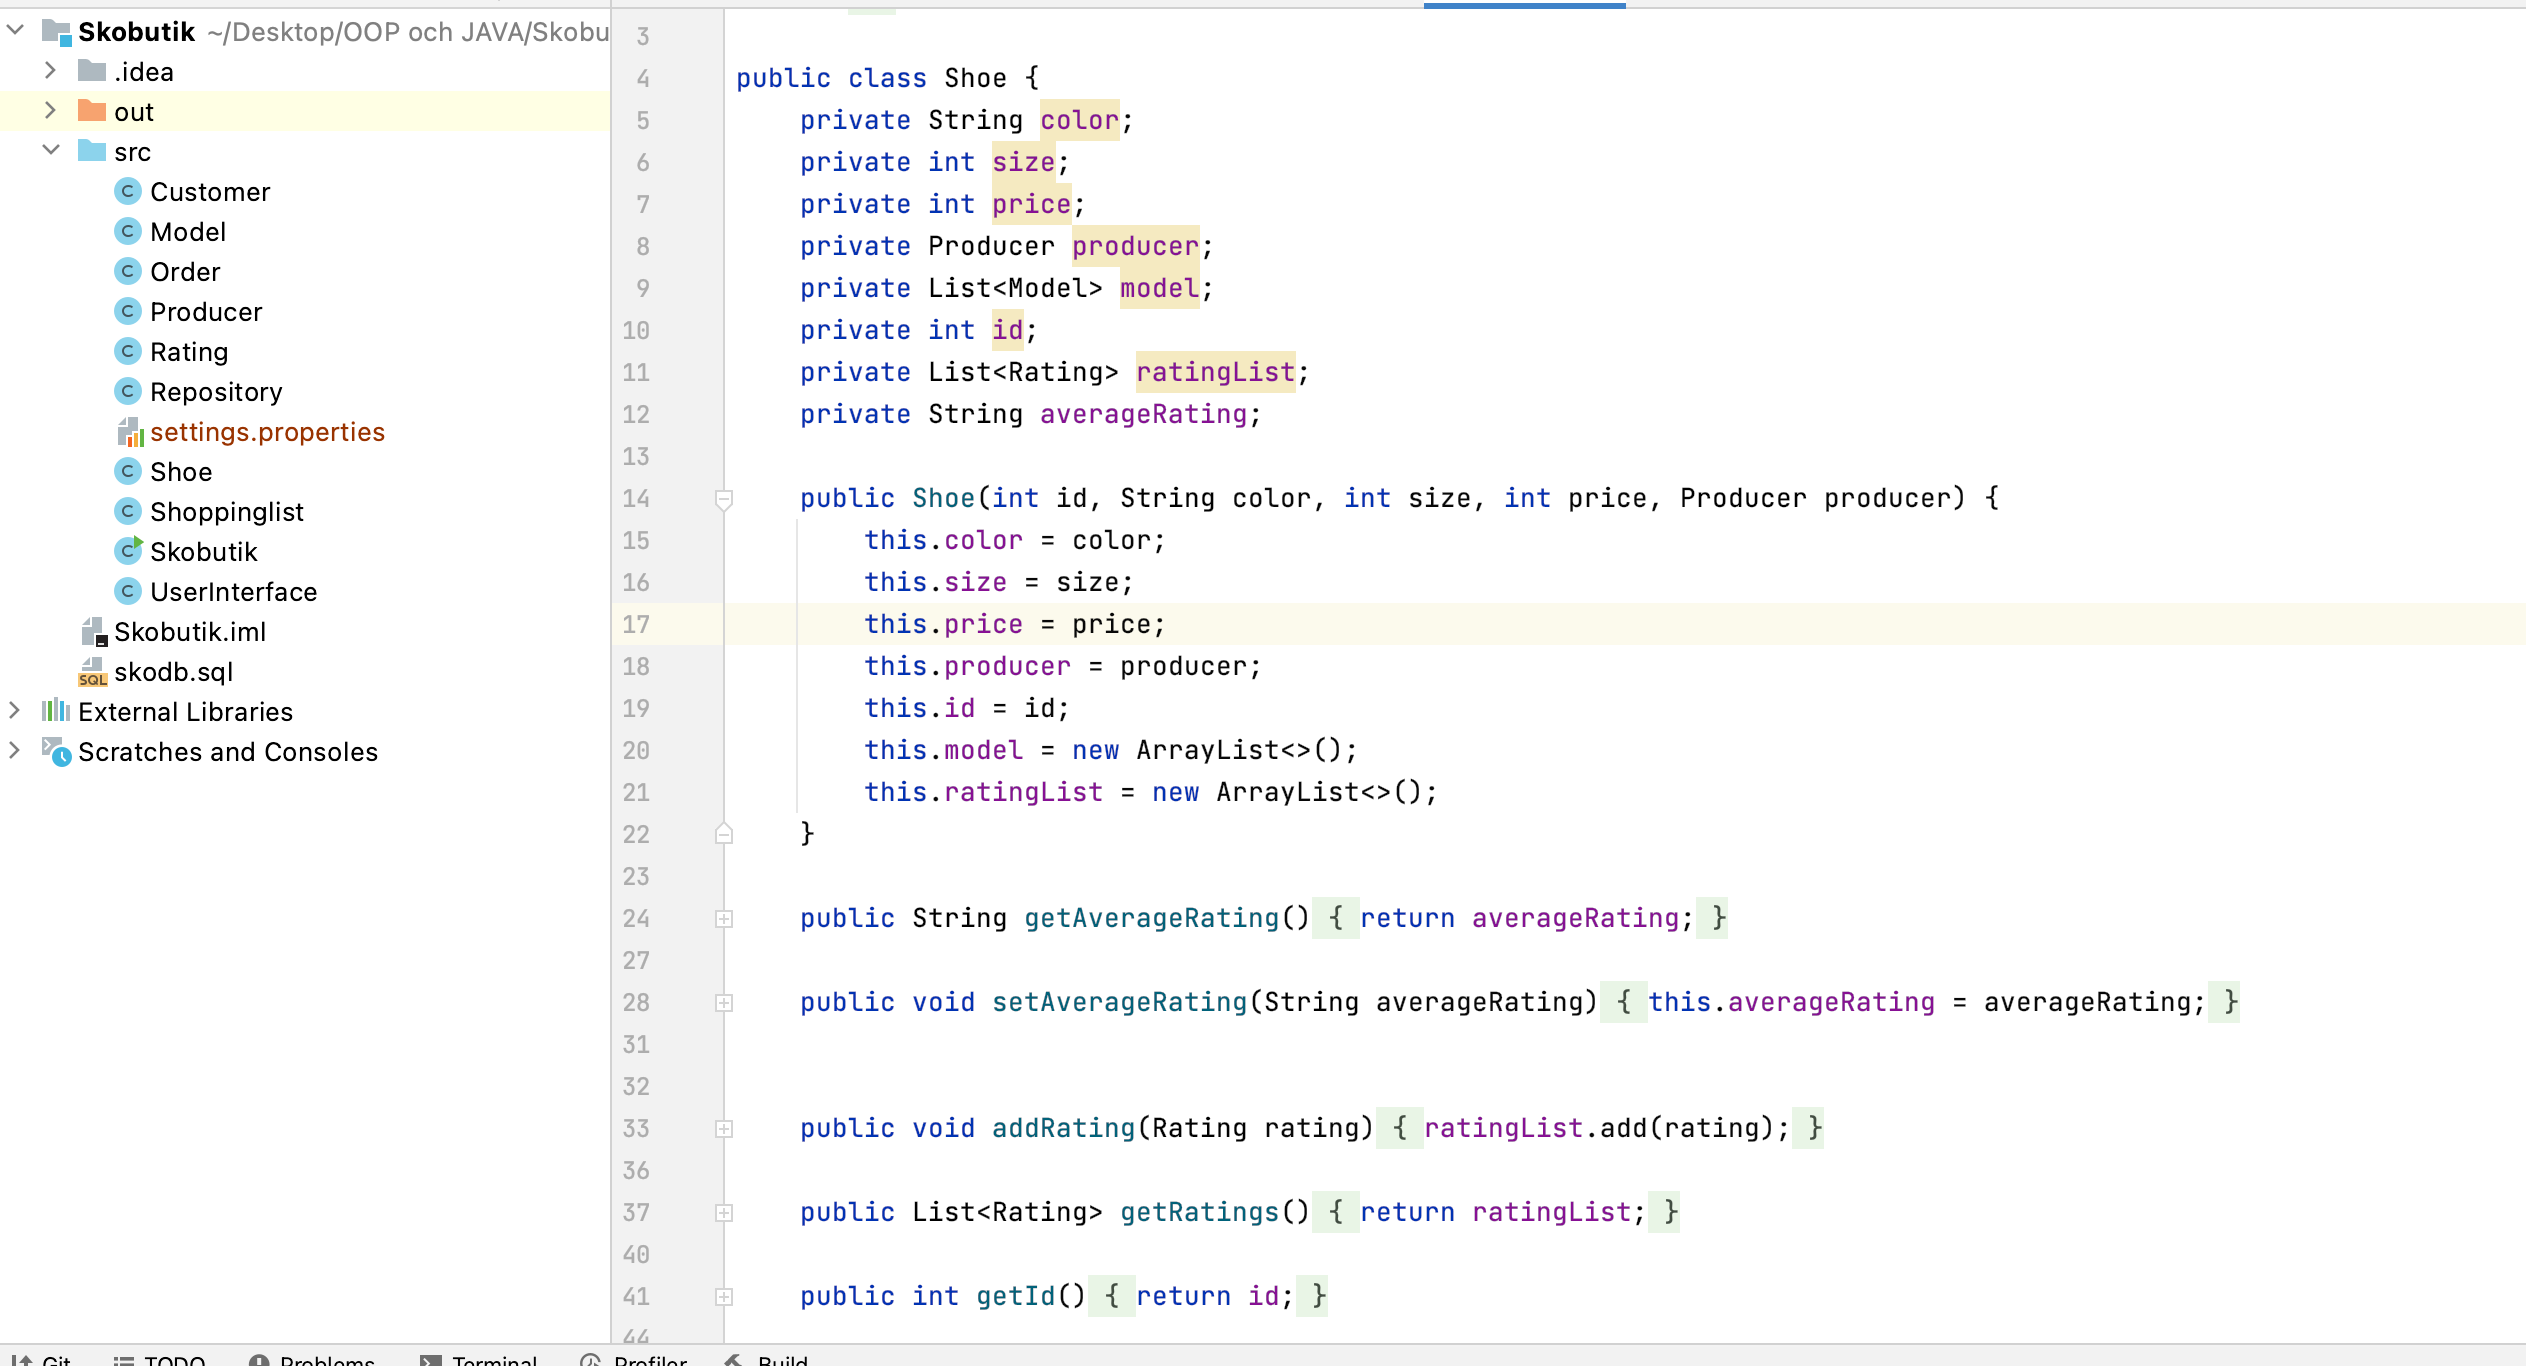 Skobutik ~/Desktop/OOP och JAVA/Skobu
.idea
out
src
Customer
Model
Order
Producer
Rating
Repository
settings.properties
Shoe
Shoppinglist
Skobutik
UserInterface
Skobutik.iml
skodb.sql
External Libraries
Scratches and Consoles
3
4 public class Shoe {
5 private String color;
6 private int size;
7 private int price;
8 private Producer producer;
9 private List<Model> model;
10 private int id;
11 private List<Rating> ratingList;
12 private String averageRating;
13
14 public Shoe(int id, String color, int size, int price, Producer producer) {
15 this.color = color;
16 this.size = size;
17 this.price = price;
18 this.producer = producer;
19 this.id = id;
20 this.model = new ArrayList<>();
21 this.ratingList = new ArrayList<>();
22 }
23
24 public String getAverageRating() { return averageRating; }
27
28 public void setAverageRating(String averageRating) { this.averageRating = averageRating; }
31
32
33 public void addRating(Rating rating) { ratingList.add(rating); }
36
37 public List<Rating> getRatings() { return ratingList; }
40
41 public int getId() { return id; }
44
Git TODO Problems Terminal Profiler Build